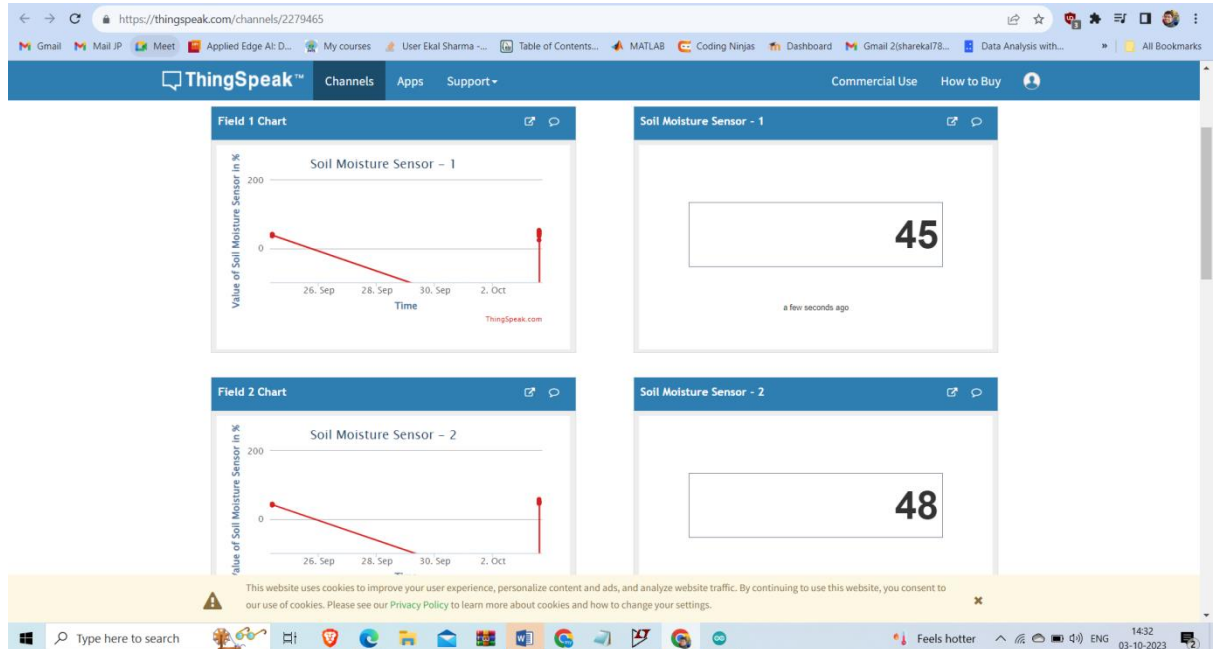 https://thingspeak.com/channels/2279465
Gmail Mail JP Meet Applied Edge AI: D... My courses User Ekal Sharma -... Table of Contents... MATLAB Coding Ninjas Dashboard Gmail 2(sharekal78... Data Analysis with... » All Bookmarks
ThingSpeak™ Channels Apps Support Commercial Use How to Buy
Field 1 Chart
Soil Moisture Sensor – 1
Value of Soil Moisture Sensor in %
200
0
26. Sep 28. Sep 30. Sep 2. Oct
Time
ThingSpeak.com
Soil Moisture Sensor - 1
45
a few seconds ago
Field 2 Chart
Soil Moisture Sensor – 2
Value of Soil Moisture Sensor in %
200
0
26. Sep 28. Sep 30. Sep 2. Oct
Soil Moisture Sensor - 2
48
This website uses cookies to improve your user experience, personalize content and ads, and analyze website traffic. By continuing to use this website, you consent to
our use of cookies. Please see our Privacy Policy to learn more about cookies and how to change your settings.
Type here to search
Feels hotter ENG 14:32
03-10-2023 2